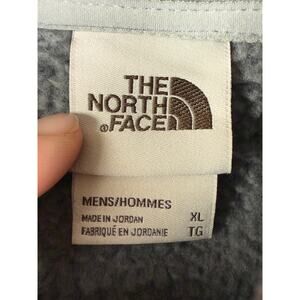 THE
NORTH
®FACE
MENS/HOMMES
MADE IN JORDAN XL
FABRIQUÉ EN JORDANIE TG